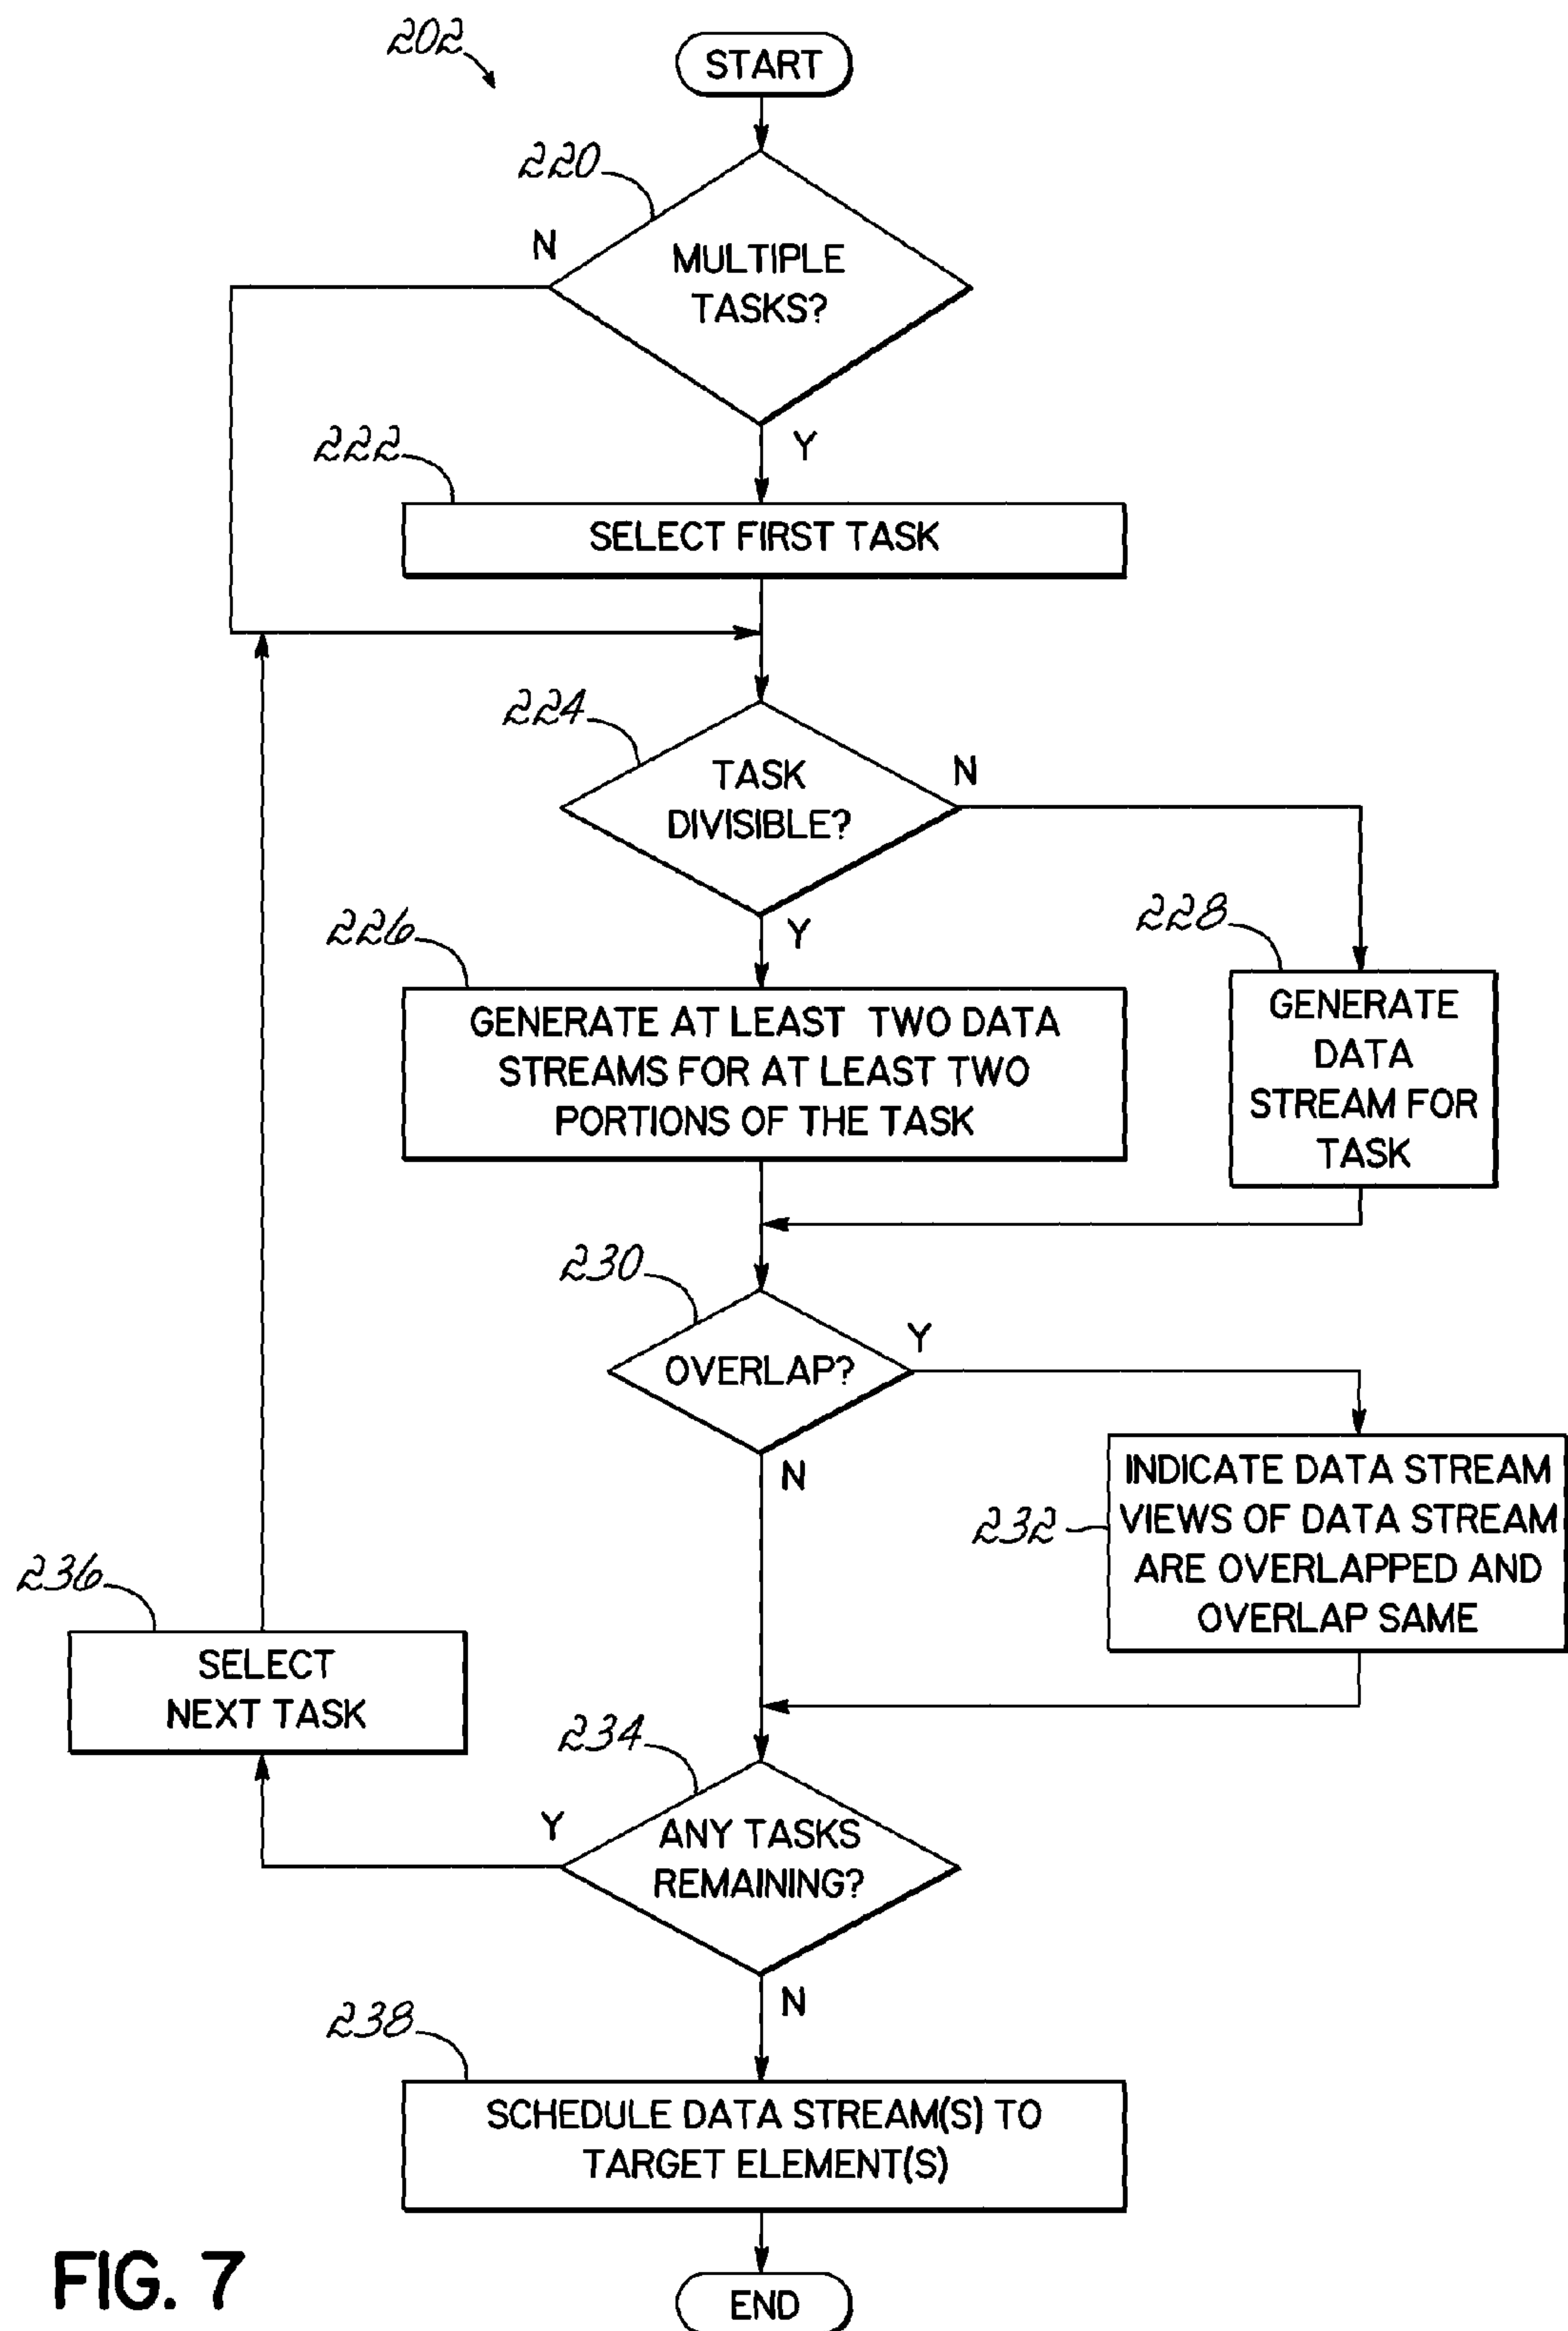 202
START
220
N
MULTIPLE
TASKS?
Y
222
SELECT FIRST TASK
224
TASK
DIVISIBLE?
N
Y
226
GENERATE AT LEAST TWO DATA
STREAMS FOR AT LEAST TWO
PORTIONS OF THE TASK
228
GENERATE
DATA
STREAM FOR
TASK
230
OVERLAP?
Y
N
232
INDICATE DATA STREAM
VIEWS OF DATA STREAM
ARE OVERLAPPED AND
OVERLAP SAME
236
SELECT
NEXT TASK
234
Y
ANY TASKS
REMAINING?
N
238
SCHEDULE DATA STREAM(S) TO
TARGET ELEMENT(S)
END
FIG. 7